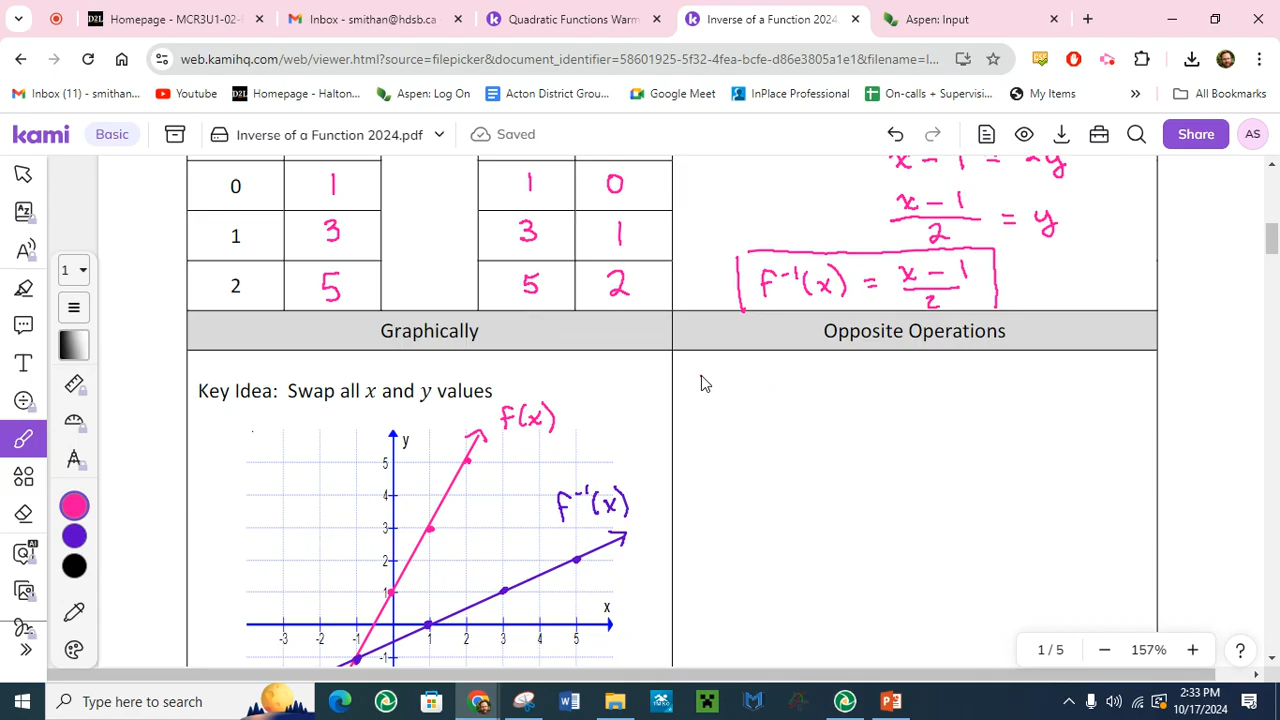 Homepage - MCR3U1-02-
Inbox - smithan@hdsb.ca -
Quadratic Functions Warm
Inverse of a Function 2024.
Aspen: Input
web.kamihq.com/web/viewer.html?source=filepicker&document_identifier=58601925-5f32-4fea-bcfe-d86e3805a1e1&filename=I...
Inbox (11) - smithan...
YouTube
Homepage - Halton...
Aspen: Log On
Acton District Grou...
Google Meet
InPlace Professional
On-calls + Supervisi...
My Items
All Bookmarks
kami
Basic
Inverse of a Function 2024.pdf
Saved
Share
AS
x - 1 = 2y
0 1 1 0
x - 1 / 2 = y
1 3 3 1
2 5 5 2
F⁻¹(x) = x - 1 / 2
Graphically
Opposite Operations
Key Idea: Swap all x and y values
f(x)
y
5
4
3
2
1
-1
F⁻¹(x)
x
-3 -2 -1 1 2 3 4 5
1
1 / 5
157%
Type here to search
2:33 PM
10/17/2024